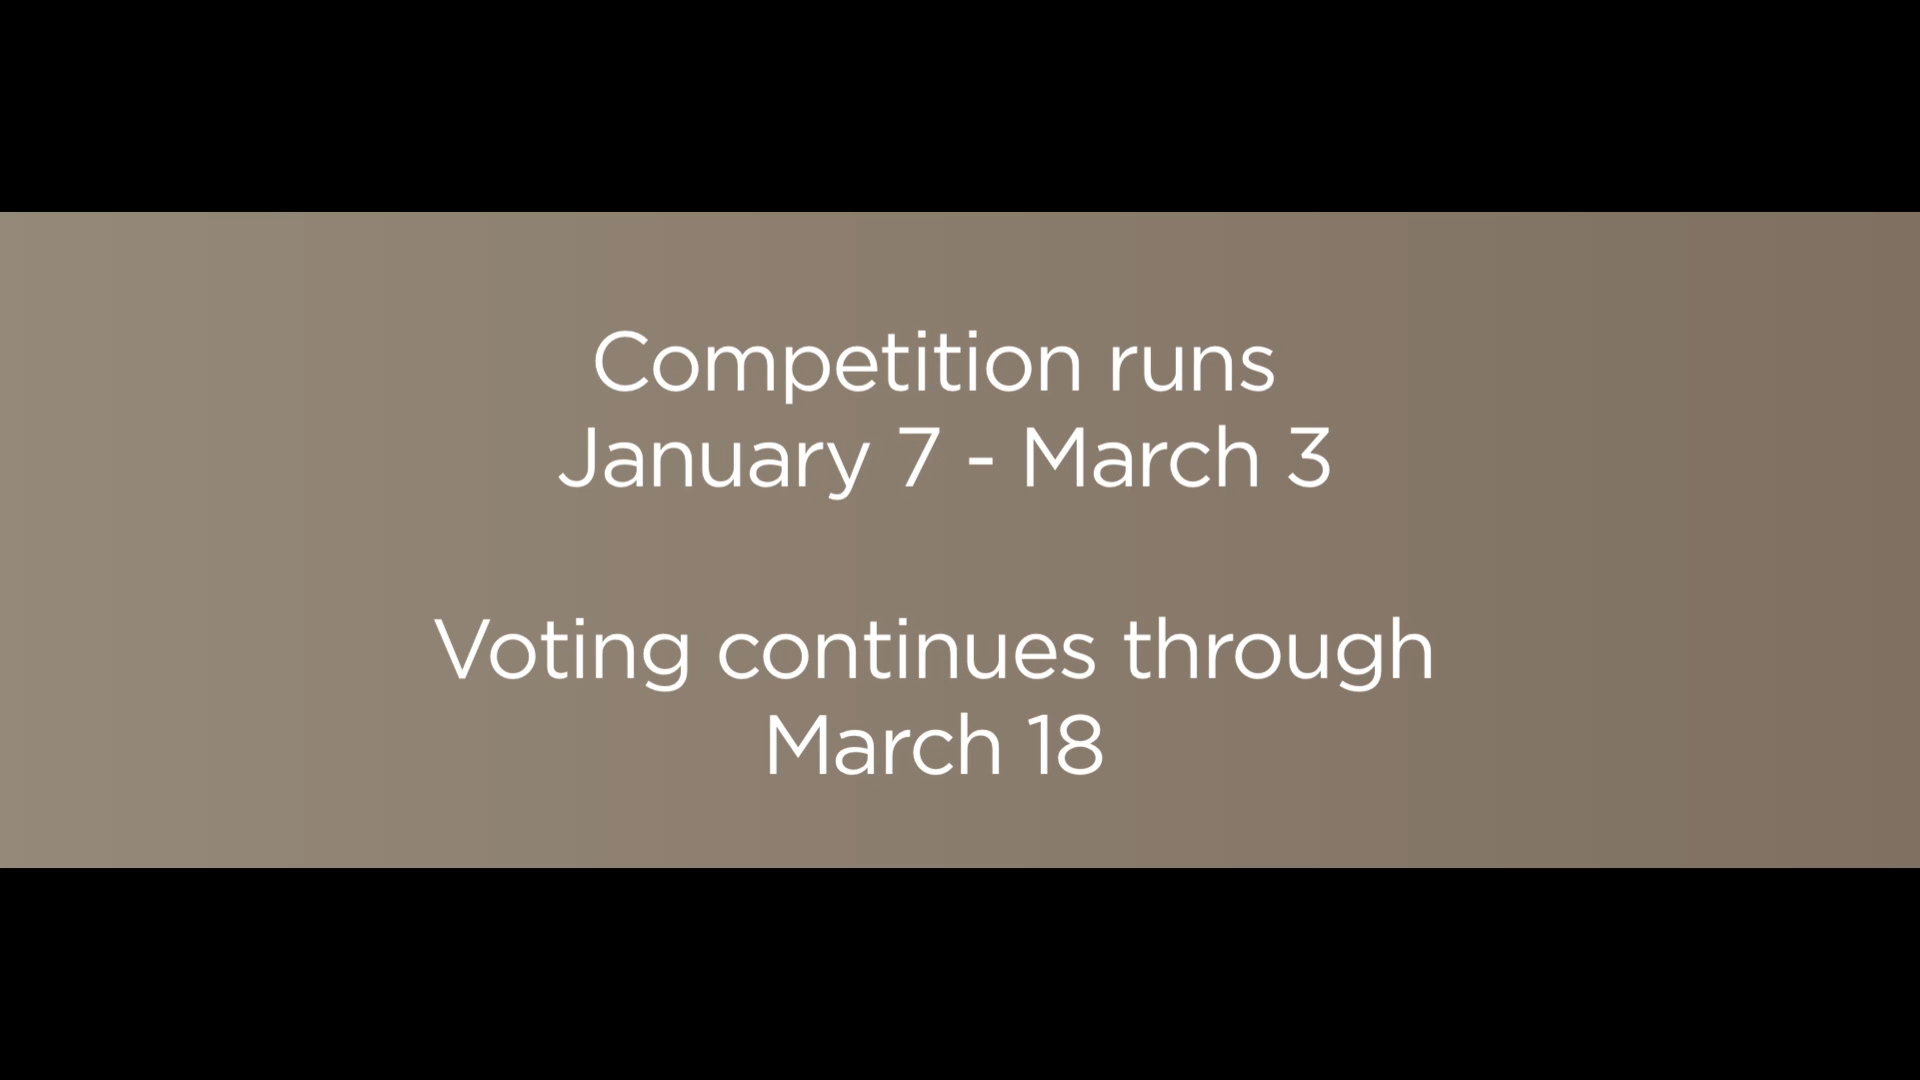 Competition runs
January 7 - March 3
Voting continues through
March 18